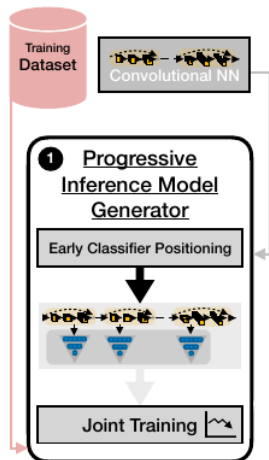 Training
Dataset
Convolutional NN
1
Progressive
Inference Model
Generator
Early Classifier Positioning
Joint Training